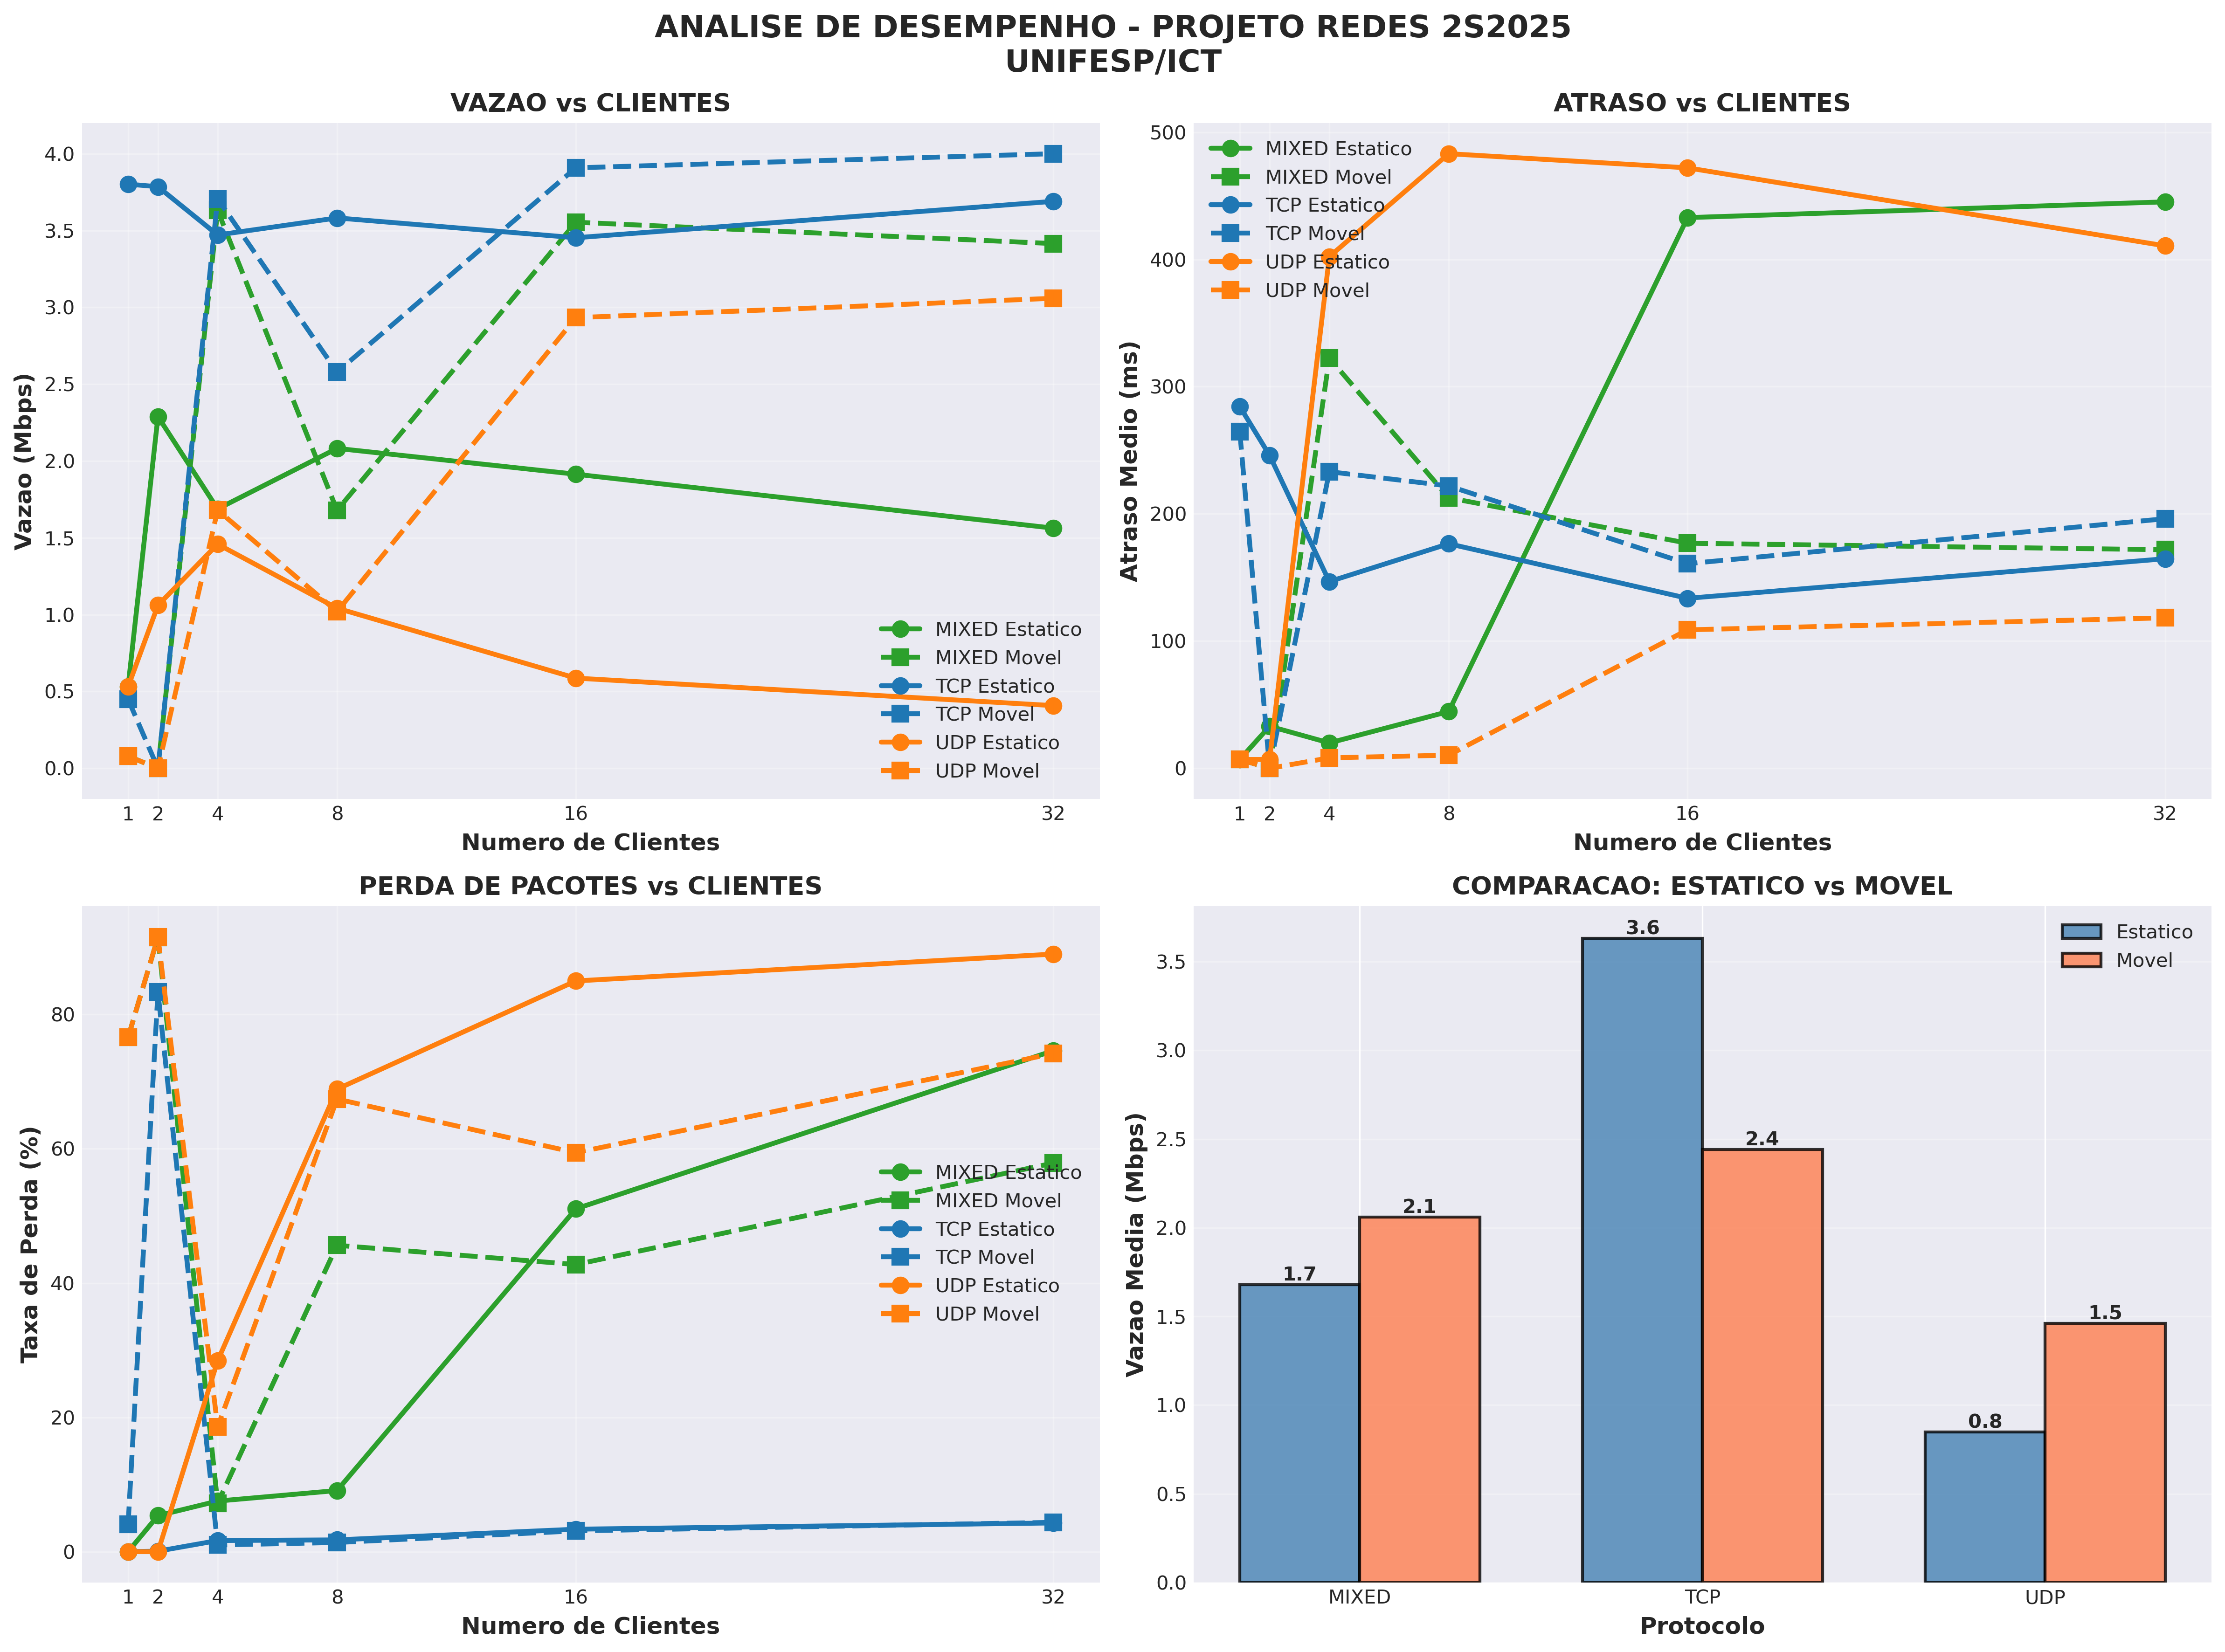 ANALISE DE DESEMPENHO - PROJETO REDES 2S2025
UNIFESP/ICT
VAZAO vs CLIENTES
Vazao (Mbps)
4.0
3.5
3.0
2.5
2.0
1.5
1.0
0.5
0.0
MIXED Estatico
MIXED Movel
TCP Estatico
TCP Movel
UDP Estatico
UDP Movel
1 2 4 8 16 32
Numero de Clientes
ATRASO vs CLIENTES
Atraso Medio (ms)
500
400
300
200
100
0
MIXED Estatico
MIXED Movel
TCP Estatico
TCP Movel
UDP Estatico
UDP Movel
1 2 4 8 16 32
Numero de Clientes
PERDA DE PACOTES vs CLIENTES
Taxa de Perda (%)
80
60
40
20
0
MIXED Estatico
MIXED Movel
TCP Estatico
TCP Movel
UDP Estatico
UDP Movel
1 2 4 8 16 32
Numero de Clientes
COMPARACAO: ESTATICO vs MOVEL
Vazao Media (Mbps)
3.5
3.0
2.5
2.0
1.5
1.0
0.5
0.0
Estatico
Movel
1.7
2.1
3.6
2.4
0.8
1.5
MIXED TCP UDP
Protocolo